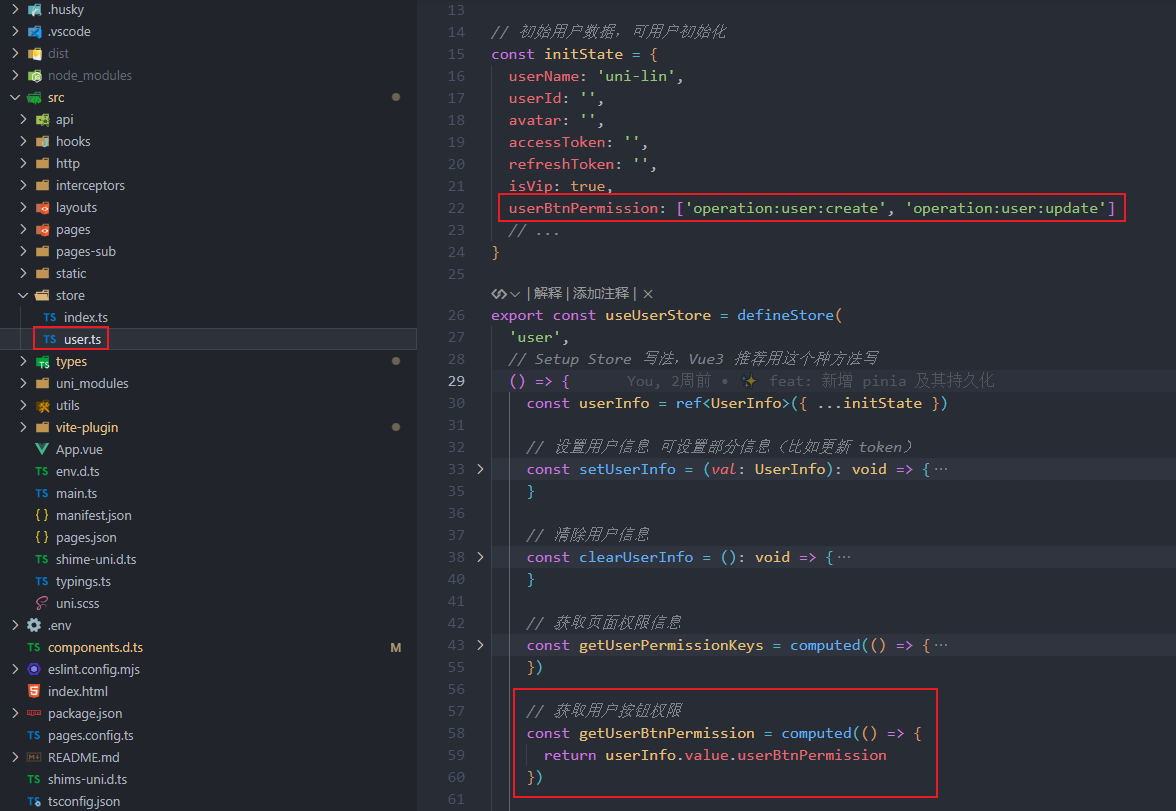 .husky
.vscode
dist
node_modules
src
api
hooks
http
interceptors
layouts
pages
pages-sub
static
store
TS index.ts
TS user.ts
types
uni_modules
utils
vite-plugin
App.vue
TS env.d.ts
TS main.ts
{ } manifest.json
{ } pages.json
TS shime-uni.d.ts
TS typings.ts
uni.scss
.env
TS components.d.ts M
eslint.config.mjs
index.html
package.json
TS pages.config.ts
README.md
TS shims-uni.d.ts
TS tsconfig.json
13
14 // 初始用户数据，可用户初始化
15 const initState = {
16 userName: 'uni-lin',
17 userId: '',
18 avatar: '',
19 accessToken: '',
20 refreshToken: '',
21 isVip: true,
22 userBtnPermission: ['operation:user:create', 'operation:user:update']
23 // ...
24 }
25
| 解释 | 添加注释 | ×
26 export const useUserStore = defineStore(
27 'user',
28 // Setup Store 写法，Vue3 推荐用这个种方法写
29 () => { You, 2周前 • ✨ feat: 新增 pinia 及其持久化
30 const userInfo = ref<UserInfo>({ ...initState })
31
32 // 设置用户信息 可设置部分信息（比如更新 token）
33 const setUserInfo = (val: UserInfo): void => { ···
35 }
36
37 // 清除用户信息
38 const clearUserInfo = (): void => { ···
40 }
41
42 // 获取页面权限信息
43 const getUserPermissionKeys = computed(() => { ···
55 })
56
57 // 获取用户按钮权限
58 const getUserBtnPermission = computed(() => {
59 return userInfo.value.userBtnPermission
60 })
61